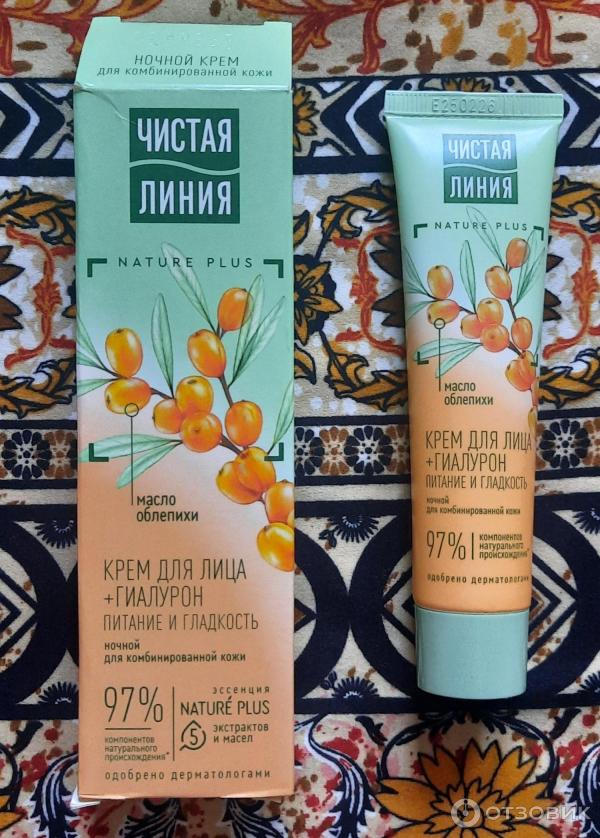 НОЧНОЙ КРЕМ
для комбинированной кожи
ЧИСТАЯ
ЛИНИЯ
NATURE PLUS
масло
облепихи
КРЕМ ДЛЯ ЛИЦА
+ГИАЛУРОН
ПИТАНИЕ И ГЛАДКОСТЬ
ночной
для комбинированной кожи
97%
компонентов
натурального
происхождения*
эссенция
NATURÉ PLUS
5 экстрактов
и масел
одобрено дерматологами
E250226
ЧИСТАЯ
ЛИНИЯ
NATURE PLUS
масло
облепихи
КРЕМ ДЛЯ ЛИЦА
+ГИАЛУРОН
ПИТАНИЕ И ГЛАДКОСТЬ
ночной
для комбинированной кожи
97%
компонентов
натурального
происхождения*
одобрено дерматологами
ОТЗОВИК